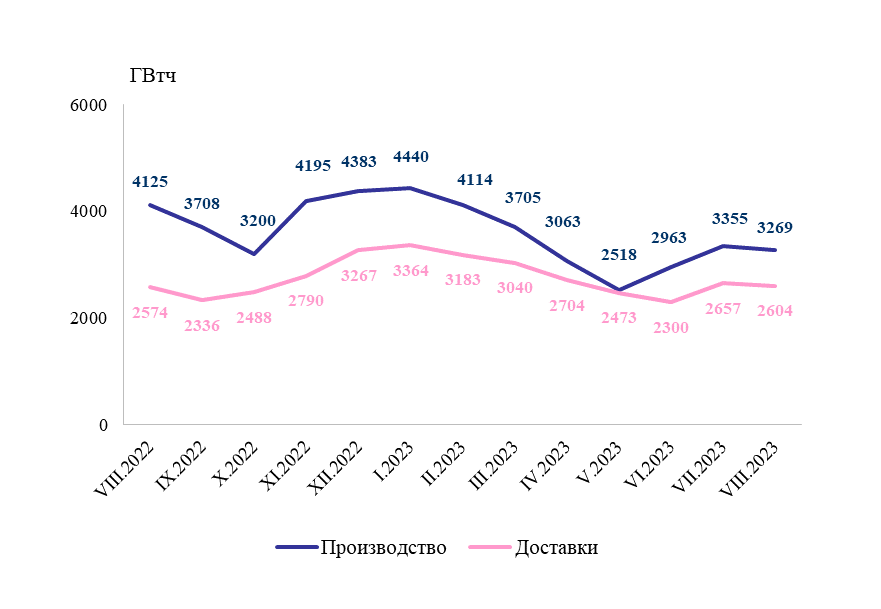 ГВтч
6000
4000
2000
0
4125 3708 3200 4195 4383 4440 4114 3705 3063 2518 2963 3355 3269
2574 2336 2488 2790 3267 3364 3183 3040 2704 2473 2300 2657 2604
VIII.2022 IX.2022 X.2022 XI.2022 XII.2022 I.2023 II.2023 III.2023 IV.2023 V.2023 VI.2023 VII.2023 VIII.2023
Производство Доставки